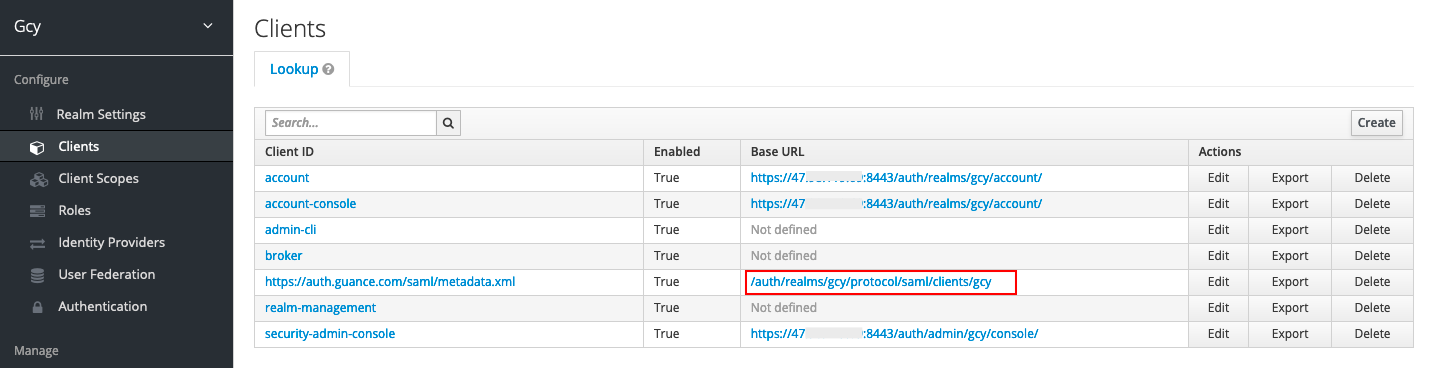 Gcy
Clients
Lookup
Configure
Realm Settings
Clients
Client Scopes
Roles
Identity Providers
User Federation
Authentication
Manage
Search...
Create
Client ID Enabled Base URL Actions
account True https://47 :8443/auth/realms/gcy/account/ Edit Export Delete
account-console True https://47 :8443/auth/realms/gcy/account/ Edit Export Delete
admin-cli True Not defined Edit Export Delete
broker True Not defined Edit Export Delete
https://auth.guance.com/saml/metadata.xml True /auth/realms/gcy/protocol/saml/clients/gcy Edit Export Delete
realm-management True Not defined Edit Export Delete
security-admin-console True https://47 :8443/auth/admin/gcy/console/ Edit Export Delete